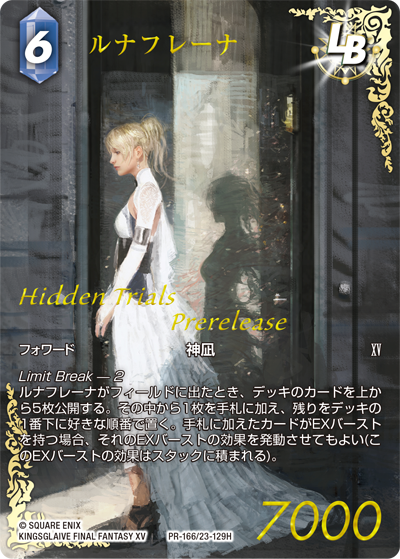 6
ルナフレーナ
LB
Hidden Trials
Prerelease
フォワード 神凪 XV
Limit Break ― 2
ルナフレーナがフィールドに出たとき、デッキのカードを上か
ら5枚公開する。その中から1枚を手札に加え、残りをデッキの
1番下に好きな順番で置く。手札に加えたカードがEXバースト
を持つ場合、それのEXバーストの効果を発動させてもよい(こ
のEXバーストの効果はスタックに積まれる)。
7000
© SQUARE ENIX
KINGSGLAIVE FINAL FANTASY XV
PR-166/23-129H